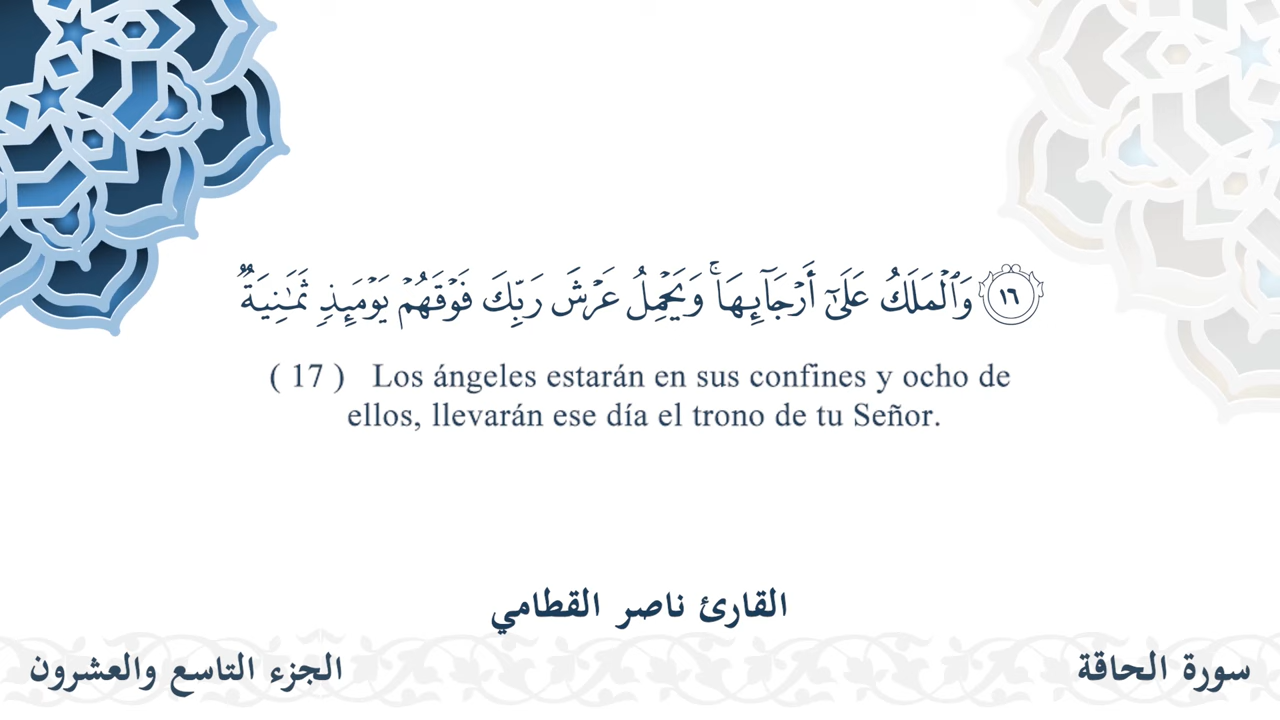 ١٦ وَٱلْمَلَكُ عَلَىٰٓ أَرْجَآئِهَا ۚ وَيَحْمِلُ عَرْشَ رَبِّكَ فَوْقَهُمْ يَوْمَئِذٍ ثَمَـٰنِيَةٌ
( 17 ) Los ángeles estarán en sus confines y ocho de
ellos, llevarán ese día el trono de tu Señor.
القارئ ناصر القطامي
سورة الحاقة
الجزء التاسع والعشرون